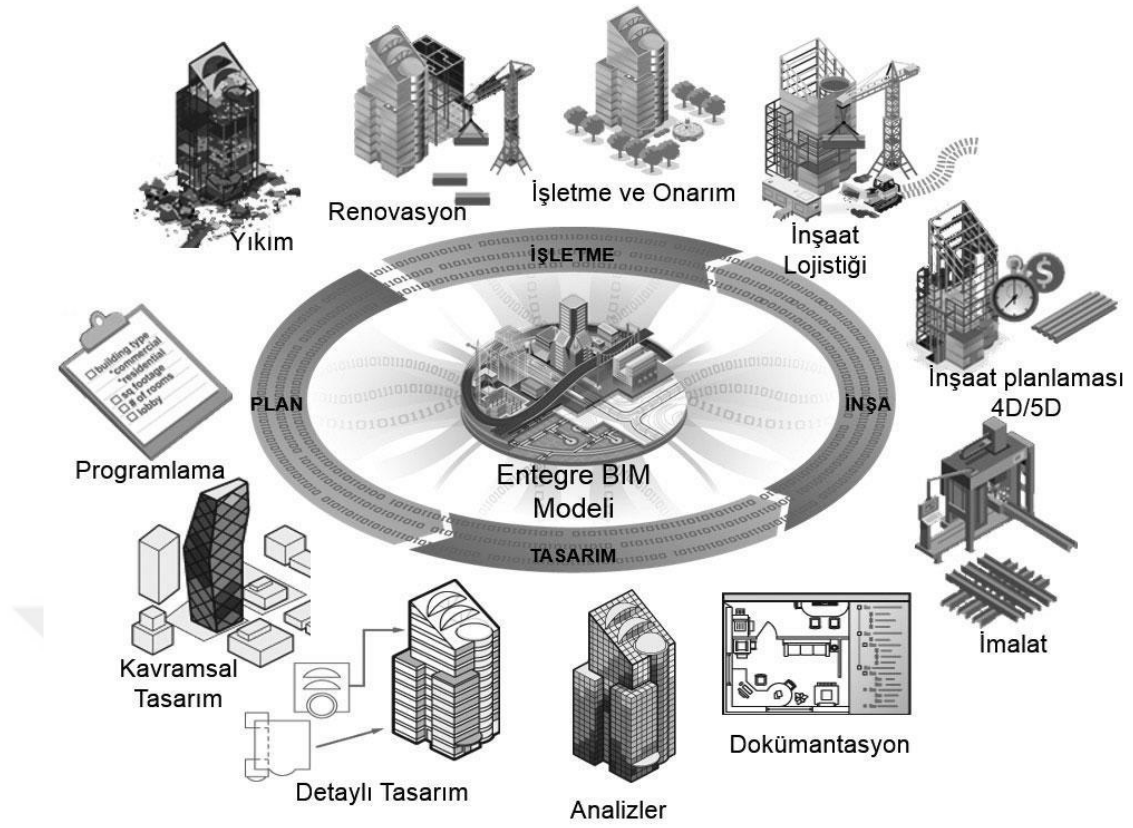 Yıkım
Renovasyon
İşletme ve Onarım
İnşaat
Lojistiği
İnşaat planlaması
4D/5D
İmalat
Dokümantasyon
Analizler
Detaylı Tasarım
Kavramsal
Tasarım
Programlama
building type
*commercial
*residential
sq footage
# of rooms
lobby
İŞLETME
PLAN
İNŞA
TASARIM
Entegre BIM
Modeli
$